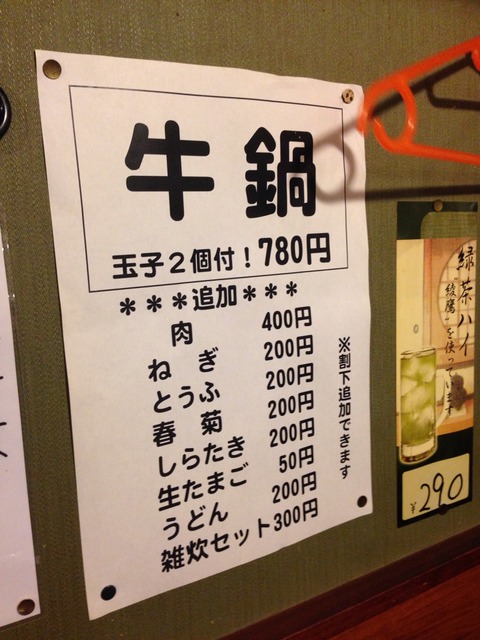 牛鍋
玉子2個付！780円
＊＊＊追加＊＊＊
肉 400円
ねぎ 200円
とうふ 200円
春菊 200円
しらたき 200円
生たまご 50円
うどん 200円
雑炊セット300円
※割下追加できます
緑茶ハイ
"綾鷹"を使っています
¥290